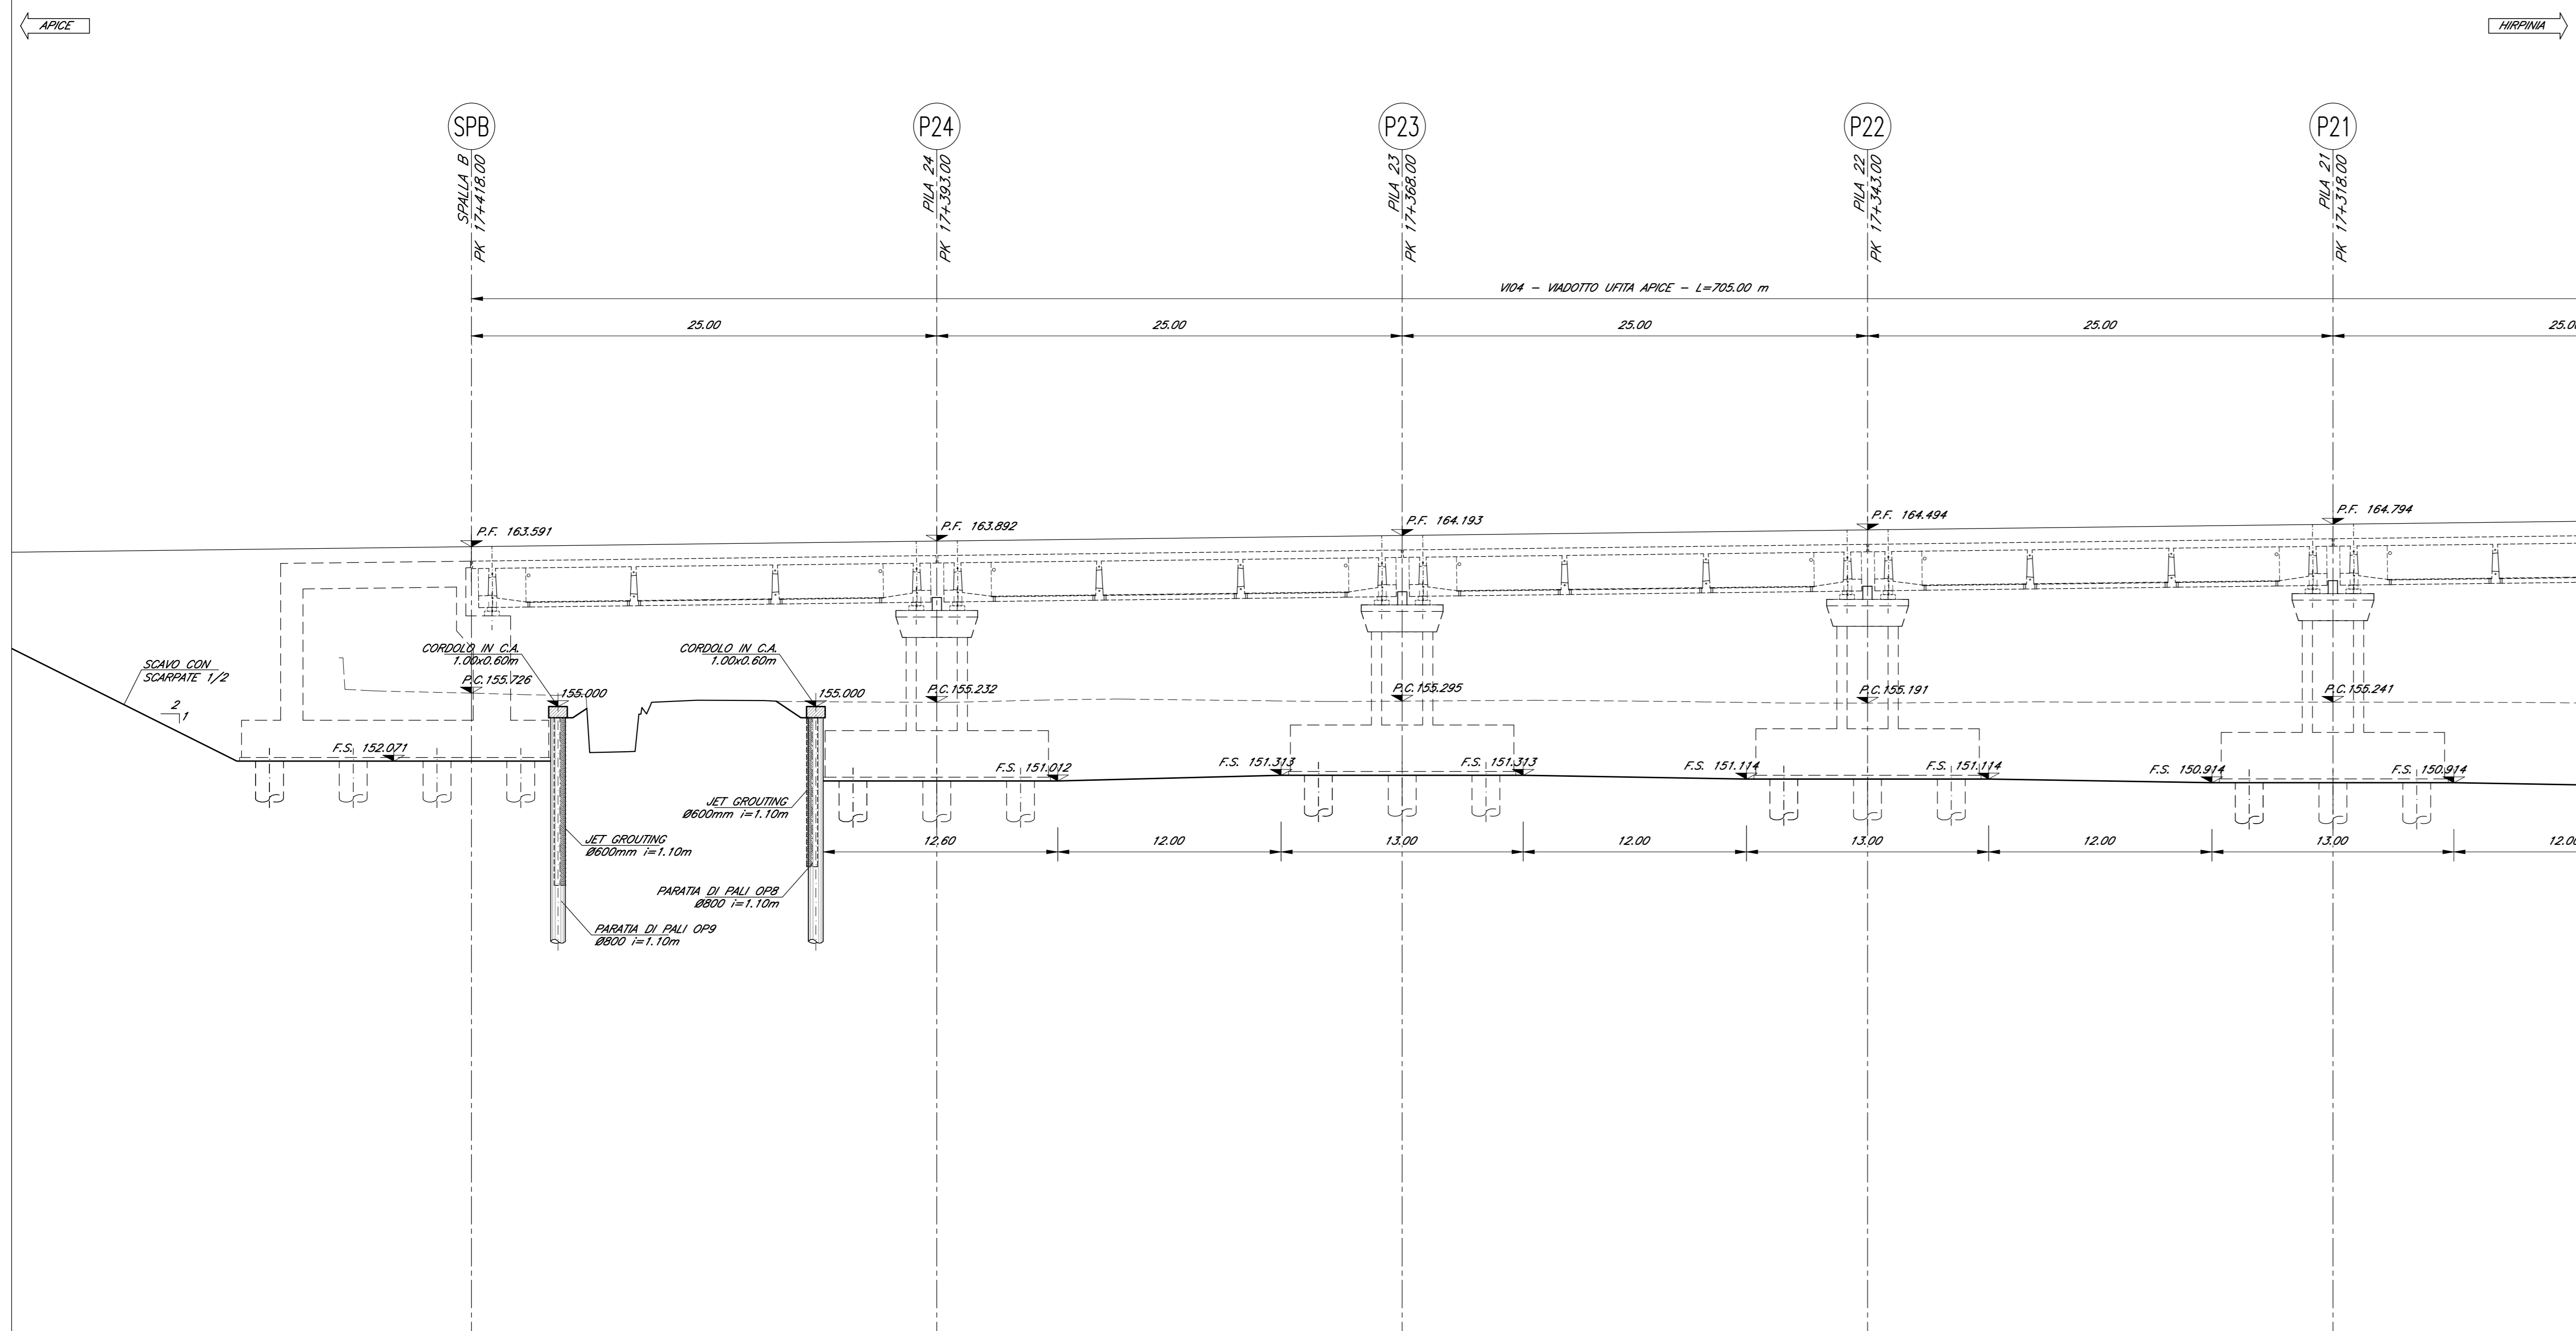 APICE
HIRPINIA
SPB
P24
P23
P22
P21
SPALLA B
PK 17+418.00
PILA 24
PK 17+393.00
PILA 23
PK 17+368.00
PILA 22
PK 17+343.00
PILA 21
PK 17+318.00
VI04 - VIADOTTO UFITA APICE - L=705.00 m
25.00
25.00
25.00
25.00
P.F. 163.591
P.F. 163.892
P.F. 164.193
P.F. 164.494
P.F. 164.794
CORDOLO IN C.A.
1.00x0.60m
CORDOLO IN C.A.
1.00x0.60m
SCAVO CON
SCARPATE 1/2
2
1
P.C.155.726
155.000
155.000
P.C.155.232
P.C.155.295
P.C.155.191
P.C.155.241
F.S. 152.071
F.S. 151.012
F.S. 151.313
F.S. 151.313
F.S. 151.114
F.S. 151.114
F.S. 150.914
F.S. 150.914
JET GROUTING
Ø600mm i=1.10m
JET GROUTING
Ø600mm i=1.10m
12.60
12.00
13.00
12.00
13.00
12.00
13.00
PARATIA DI PALI OP8
Ø800 i=1.10m
PARATIA DI PALI OP9
Ø800 i=1.10m